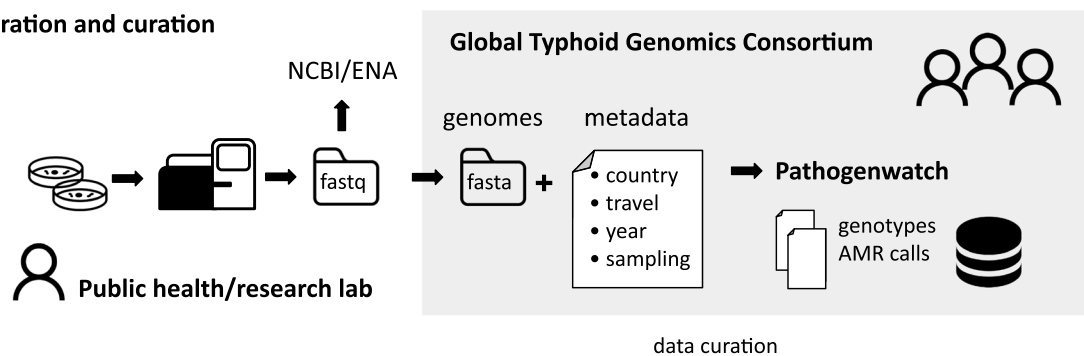 ration and curation
Global Typhoid Genomics Consortium
NCBI/ENA
genomes
metadata
fastq
fasta
+
• country
• travel
• year
• sampling
Pathogenwatch
genotypes
AMR calls
Public health/research lab
data curation